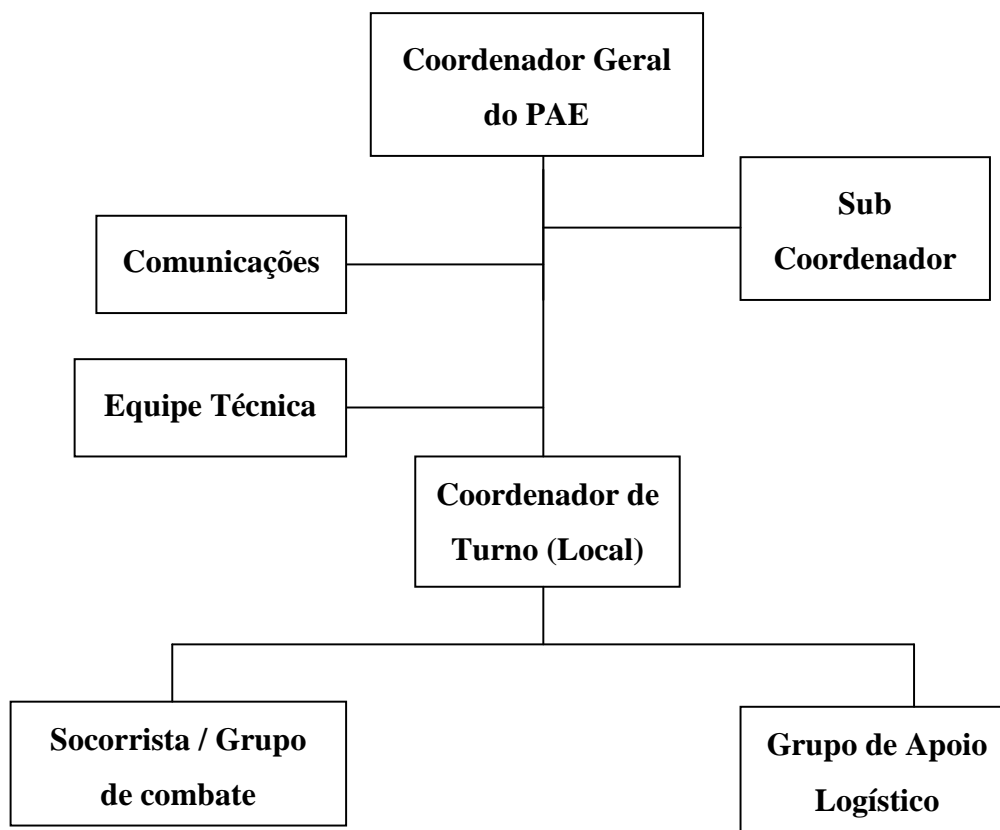 Coordenador Geral
do PAE
Sub
Coordenador
Comunicações
Equipe Técnica
Coordenador de
Turno (Local)
Socorrista / Grupo
de combate
Grupo de Apoio
Logístico